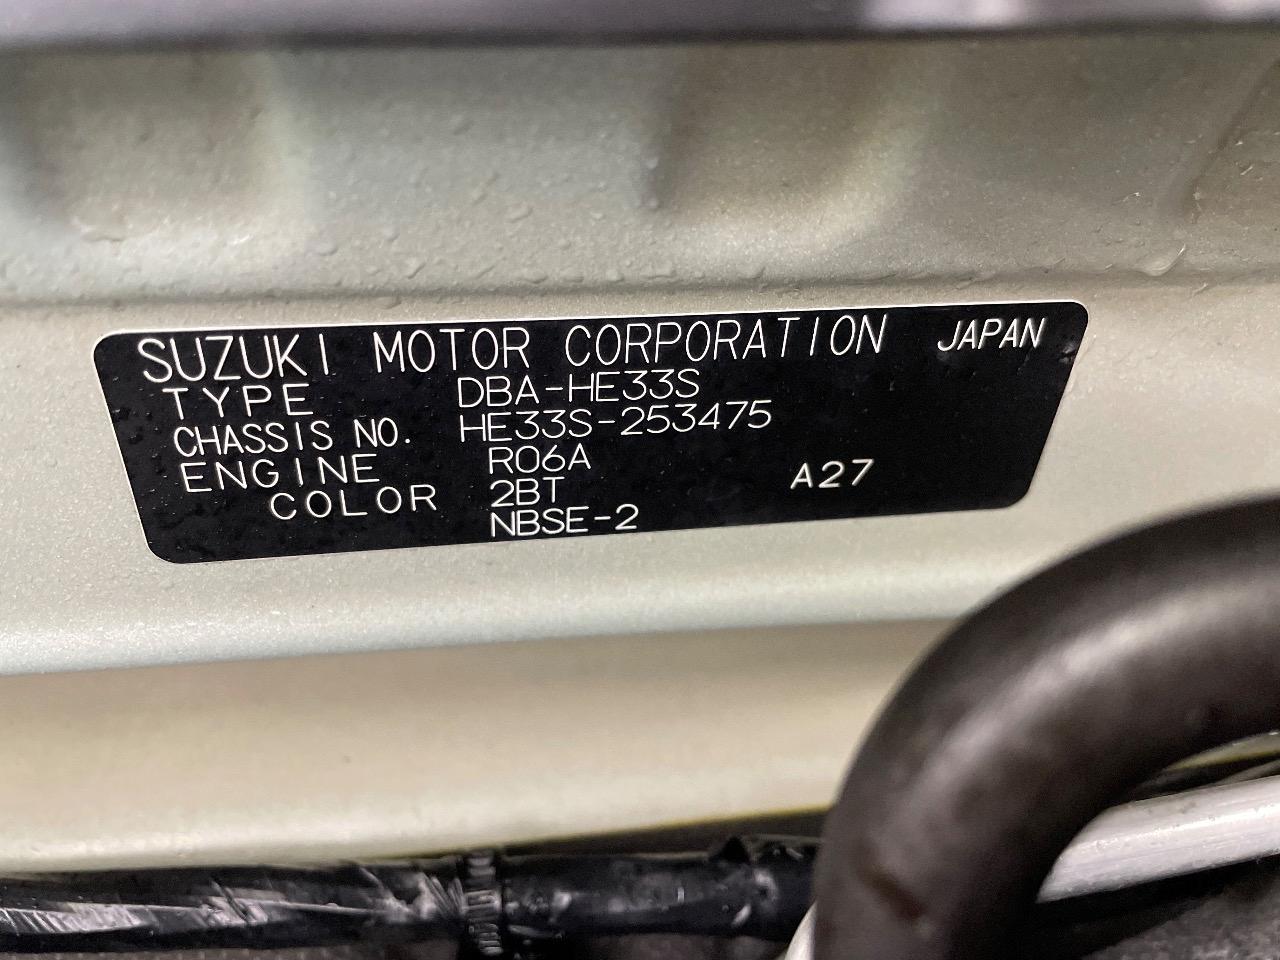 SUZUKI MOTOR CORPORATION JAPAN
TYPE DBA-HE33S
CHASSIS NO. HE33S-253475
ENGINE R06A
COLOR 2BT A27
NBSE-2